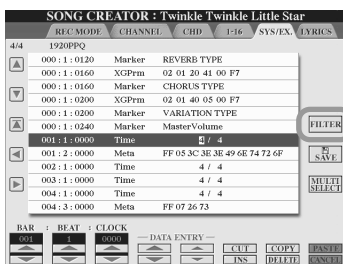 SONG CREATOR : Twinkle Twinkle Little Star
REC MODE CHANNEL CHD 1-16 SYS/EX. LYRICS
4/4 1920PPQ
000 : 1 : 0120 Marker REVERB TYPE
000 : 1 : 0160 XGPrm 02 01 20 41 00 F7
000 : 1 : 0160 Marker CHORUS TYPE
000 : 1 : 0200 XGPrm 02 01 40 05 00 F7
000 : 1 : 0200 Marker VARIATION TYPE
000 : 1 : 0240 Marker MasterVolume
FILTER
001 : 1 : 0000 Time 4 / 4
001 : 2 : 0000 Meta FF 05 3C 3E 3E 49 6E 74 72 6F
SAVE
002 : 1 : 0000 Time 4 / 4
003 : 1 : 0000 Time 4 / 4
MULTI
SELECT
004 : 1 : 0000 Time 4 / 4
004 : 3 : 0000 Meta FF 07 26 73
BAR : BEAT : CLOCK
001 1 0000 DATA ENTRY
CUT COPY PASTE
INS DELETE CANCEL